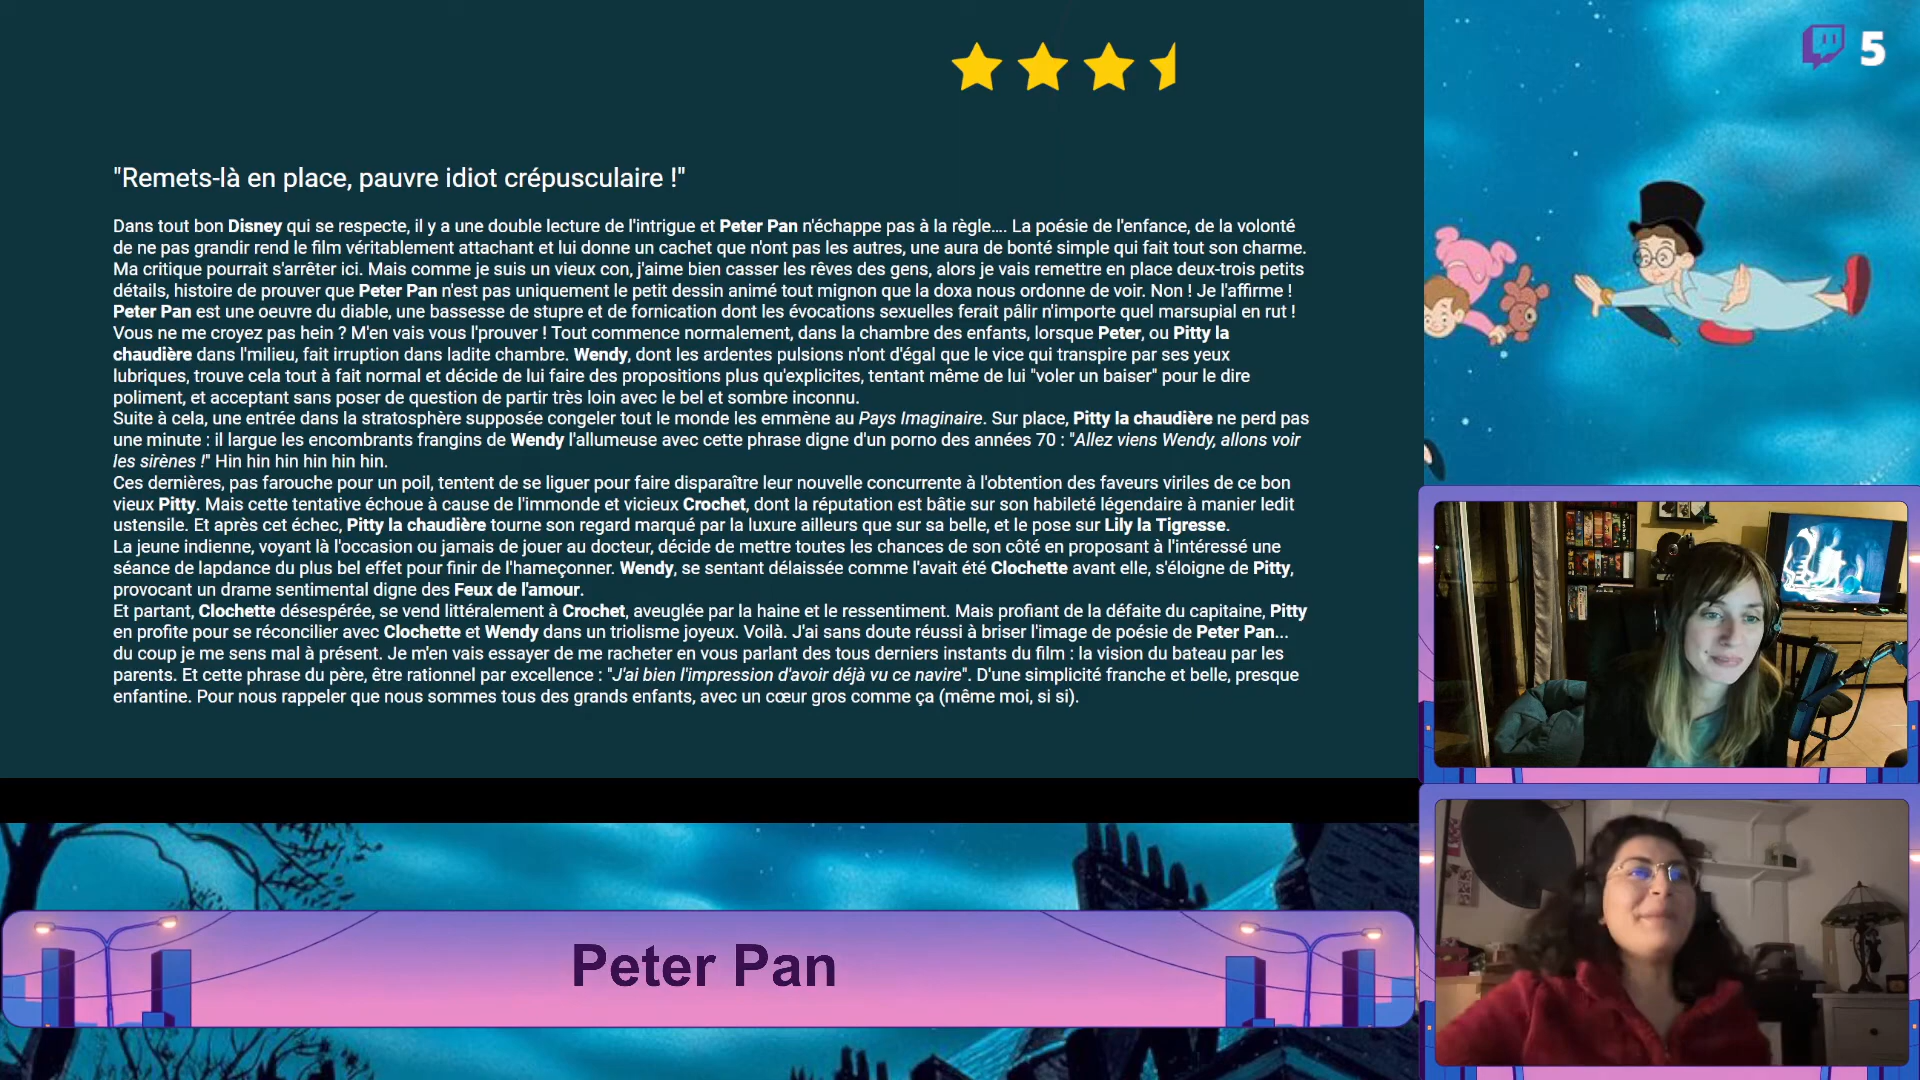 5
"Remets-là en place, pauvre idiot crépusculaire !"
Dans tout bon Disney qui se respecte, il y a une double lecture de l'intrigue et Peter Pan n'échappe pas à la règle.... La poésie de l'enfance, de la volonté
de ne pas grandir rend le film véritablement attachant et lui donne un cachet que n'ont pas les autres, une aura de bonté simple qui fait tout son charme.
Ma critique pourrait s'arrêter ici. Mais comme je suis un vieux con, j'aime bien casser les rêves des gens, alors je vais remettre en place deux-trois petits
détails, histoire de prouver que Peter Pan n'est pas uniquement le petit dessin animé tout mignon que la doxa nous ordonne de voir. Non ! Je l'affirme !
Peter Pan est une oeuvre du diable, une bassesse de stupre et de fornication dont les évocations sexuelles ferait pâlir n'importe quel marsupial en rut !
Vous ne me croyez pas hein ? M'en vais vous l'prouver ! Tout commence normalement, dans la chambre des enfants, lorsque Peter, ou Pitty la
chaudière dans l'milieu, fait irruption dans ladite chambre. Wendy, dont les ardentes pulsions n'ont d'égal que le vice qui transpire par ses yeux
lubriques, trouve cela tout à fait normal et décide de lui faire des propositions plus qu'explicites, tentant même de lui "voler un baiser" pour le dire
poliment, et acceptant sans poser de question de partir très loin avec le bel et sombre inconnu.
Suite à cela, une entrée dans la stratosphère supposée congeler tout le monde les emmène au Pays Imaginaire. Sur place, Pitty la chaudière ne perd pas
une minute : il largue les encombrants frangins de Wendy l'allumeuse avec cette phrase digne d'un porno des années 70 : "Allez viens Wendy, allons voir
les sirènes !" Hin hin hin hin hin hin.
Ces dernières, pas farouche pour un poil, tentent de se liguer pour faire disparaître leur nouvelle concurrente à l'obtention des faveurs viriles de ce bon
vieux Pitty. Mais cette tentative échoue à cause de l'immonde et vicieux Crochet, dont la réputation est bâtie sur son habileté légendaire à manier ledit
ustensile. Et après cet échec, Pitty la chaudière tourne son regard marqué par la luxure ailleurs que sur sa belle, et le pose sur Lily la Tigresse.
La jeune indienne, voyant là l'occasion ou jamais de jouer au docteur, décide de mettre toutes les chances de son côté en proposant à l'intéressé une
séance de lapdance du plus bel effet pour finir de l'hameçonner. Wendy, se sentant délaissée comme l'avait été Clochette avant elle, s'éloigne de Pitty,
provocant un drame sentimental digne des Feux de l'amour.
Et partant, Clochette désespérée, se vend littéralement à Crochet, aveuglée par la haine et le ressentiment. Mais profiant de la défaite du capitaine, Pitty
en profite pour se réconcilier avec Clochette et Wendy dans un triolisme joyeux. Voilà. J'ai sans doute réussi à briser l'image de poésie de Peter Pan...
du coup je me sens mal à présent. Je m'en vais essayer de me racheter en vous parlant des tous derniers instants du film : la vision du bateau par les
parents. Et cette phrase du père, être rationnel par excellence : "J'ai bien l'impression d'avoir déjà vu ce navire". D'une simplicité franche et belle, presque
enfantine. Pour nous rappeler que nous sommes tous des grands enfants, avec un cœur gros comme ça (même moi, si si).
Peter Pan